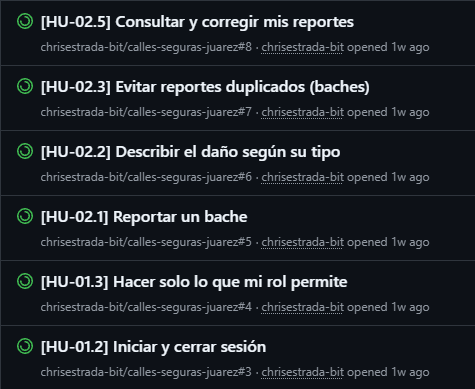 [HU-02.5] Consultar y corregir mis reportes
chrisestrada-bit/calles-seguras-juarez#8 · chrisestrada-bit opened 1w ago
[HU-02.3] Evitar reportes duplicados (baches)
chrisestrada-bit/calles-seguras-juarez#7 · chrisestrada-bit opened 1w ago
[HU-02.2] Describir el daño según su tipo
chrisestrada-bit/calles-seguras-juarez#6 · chrisestrada-bit opened 1w ago
[HU-02.1] Reportar un bache
chrisestrada-bit/calles-seguras-juarez#5 · chrisestrada-bit opened 1w ago
[HU-01.3] Hacer solo lo que mi rol permite
chrisestrada-bit/calles-seguras-juarez#4 · chrisestrada-bit opened 1w ago
[HU-01.2] Iniciar y cerrar sesión
chrisestrada-bit/calles-seguras-juarez#3 · chrisestrada-bit opened 1w ago